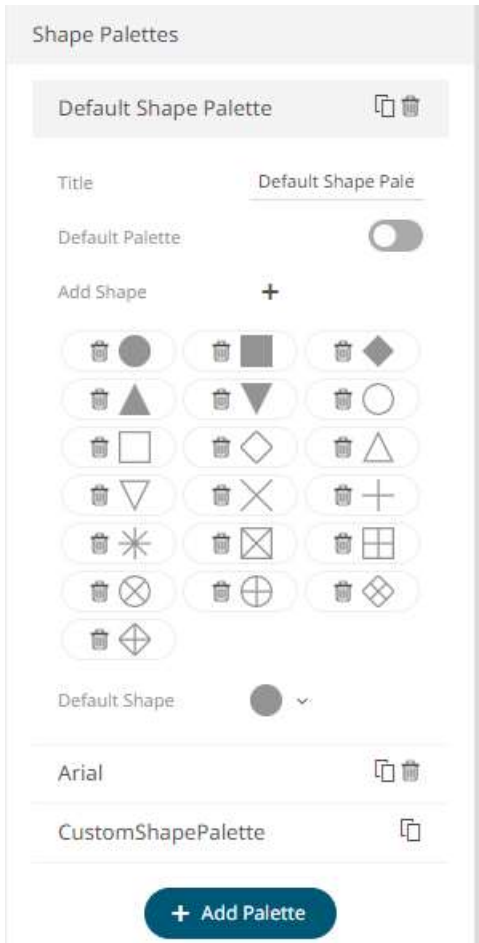 Shape Palettes
Default Shape Palette
Title Default Shape Pale
Default Palette
Add Shape +
Default Shape
Arial
CustomShapePalette
+ Add Palette